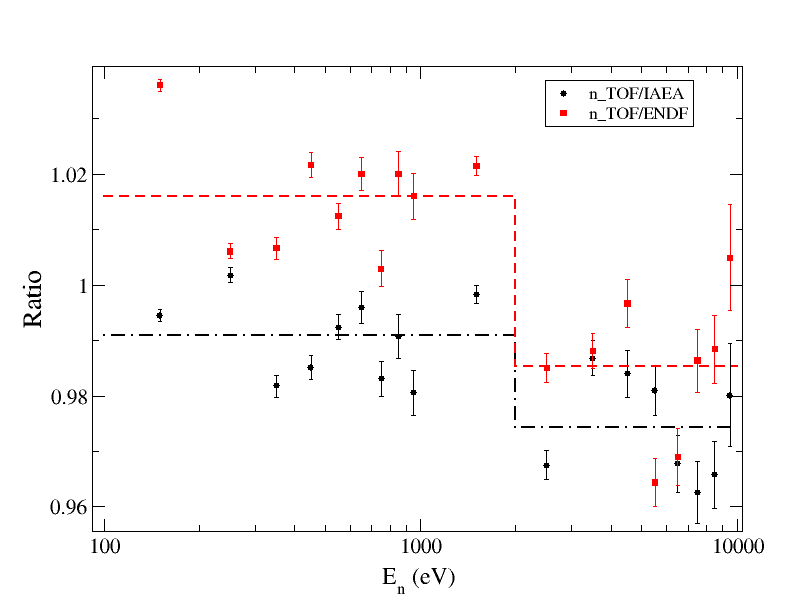 n_TOF/IAEA
n_TOF/ENDF
1.02
1
0.98
0.96
Ratio
100
1000
10000
E_n (eV)